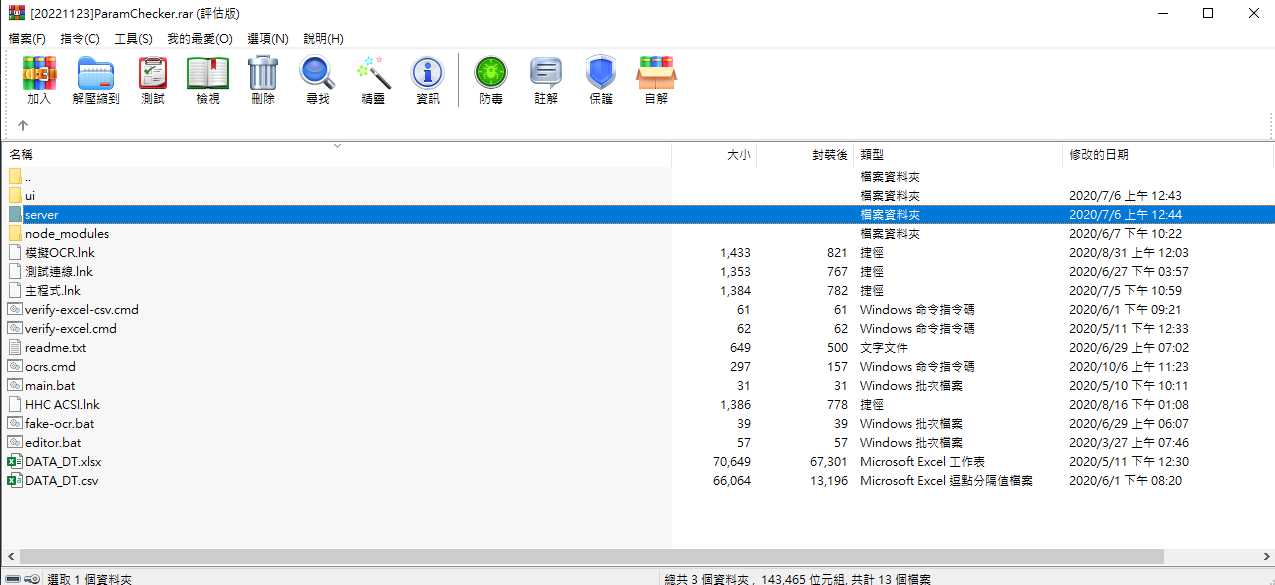 [20221123]ParamChecker.rar (評估版)
檔案(F) 指令(C) 工具(S) 我的最愛(O) 選項(N) 說明(H)
加入 解壓縮到 測試 檢視 刪除 尋找 精靈 資訊 防毒 註解 保護 自解
名稱 大小 封裝後 類型 修改的日期
.. 檔案資料夾
ui 檔案資料夾 2020/7/6 上午 12:43
server 檔案資料夾 2020/7/6 上午 12:44
node_modules 檔案資料夾 2020/6/7 下午 10:22
模擬OCR.lnk 1,433 821 捷徑 2020/8/31 上午 12:03
測試連線.lnk 1,353 767 捷徑 2020/6/27 下午 03:57
主程式.lnk 1,384 782 捷徑 2020/7/5 下午 10:59
verify-excel-csv.cmd 61 61 Windows 命令指令碼 2020/6/1 下午 09:21
verify-excel.cmd 62 62 Windows 命令指令碼 2020/5/11 下午 12:33
readme.txt 649 500 文字文件 2020/6/29 上午 07:02
ocrs.cmd 297 157 Windows 命令指令碼 2020/10/6 上午 11:23
main.bat 31 31 Windows 批次檔案 2020/5/10 下午 10:11
HHC ACSI.lnk 1,386 778 捷徑 2020/8/16 下午 01:08
fake-ocr.bat 39 39 Windows 批次檔案 2020/6/29 上午 06:07
editor.bat 57 57 Windows 批次檔案 2020/3/27 上午 07:46
DATA_DT.xlsx 70,649 67,301 Microsoft Excel 工作表 2020/5/11 下午 12:30
DATA_DT.csv 66,064 13,196 Microsoft Excel 逗點分隔值檔案 2020/6/1 下午 08:20
選取 1 個資料夾 總共 3 個資料夾 , 143,465 位元組, 共計 13 個檔案